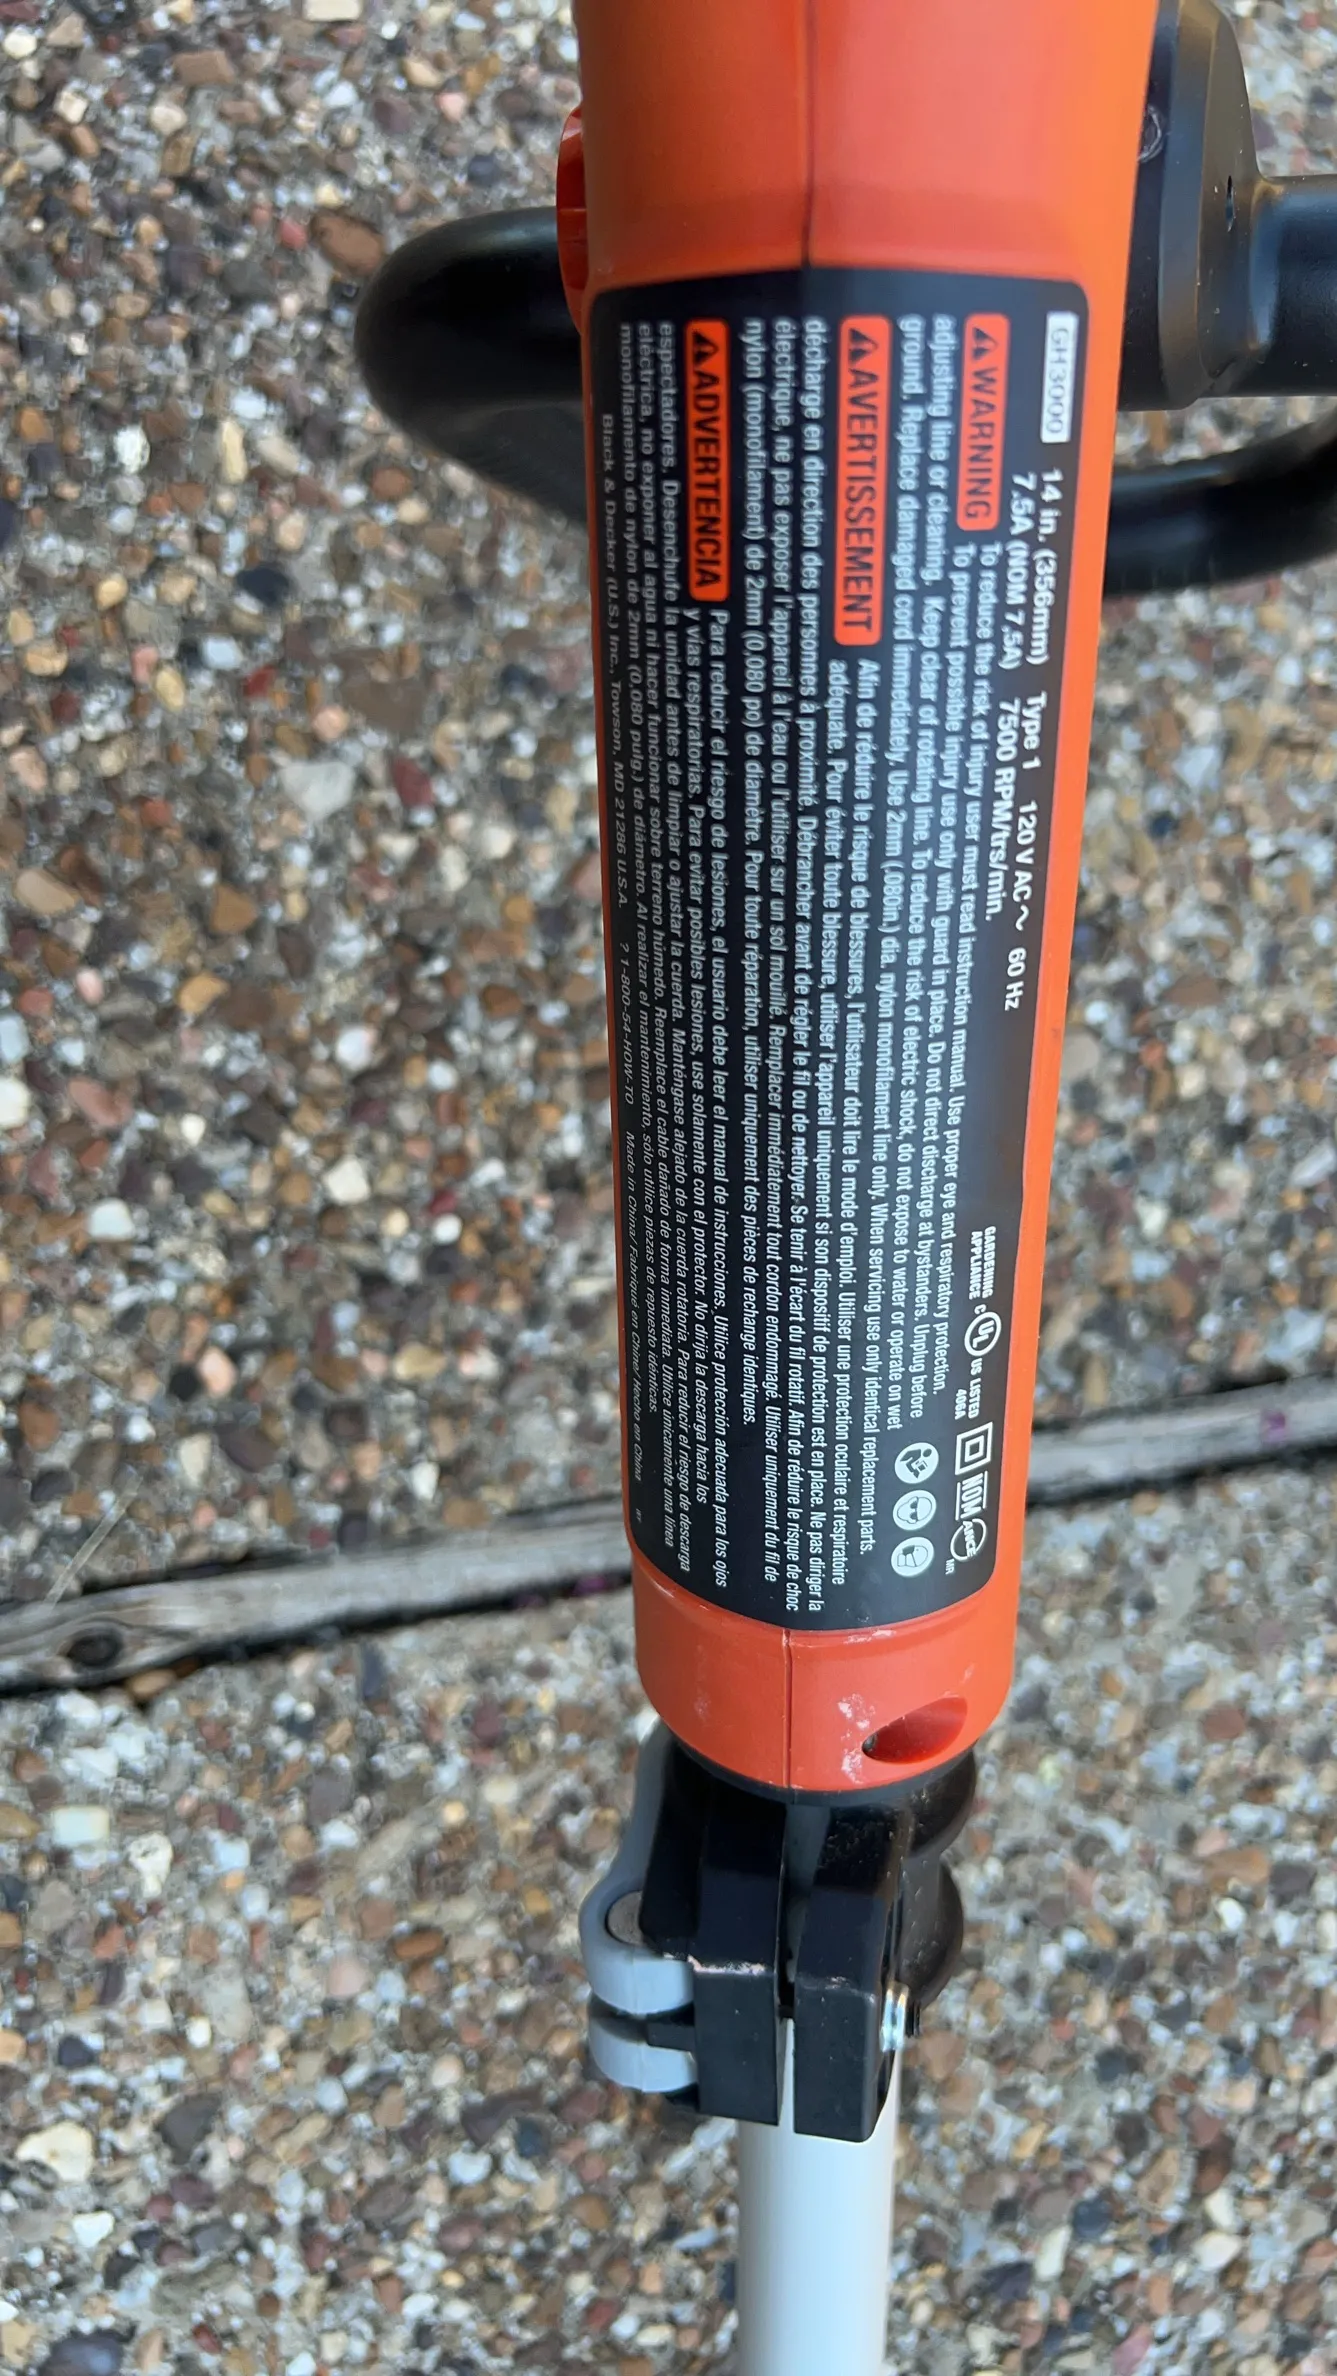 GH3000 14 in. (356mm) Type 1 120 V AC ~ 60 Hz
7.5A (NOM 7.5A) 7500 RPM/trs/min.
GARDENING
APPLIANCE
C UL US LISTED
406A
NOM ANCE
MR
⚠WARNING To reduce the risk of injury user must read instruction manual. Use proper eye and respiratory protection.
To prevent possible injury use only with guard in place. Do not direct discharge at bystanders. Unplug before
adjusting line or cleaning. Keep clear of rotating line. To reduce the risk of electric shock, do not expose to water or operate on wet
ground. Replace damaged cord immediately. Use 2mm (.080in.) dia. nylon monofilament line only. When servicing use only identical replacement parts.
⚠AVERTISSEMENT Afin de réduire le risque de blessures, l'utilisateur doit lire le mode d'emploi. Utiliser une protection oculaire et respiratoire
adéquate. Pour éviter toute blessure, utiliser l'appareil uniquement si son dispositif de protection est en place. Ne pas diriger la
décharge en direction des personnes à proximité. Débrancher avant de régler le fil ou de nettoyer. Se tenir à l'écart du fil rotatif. Afin de réduire le risque de choc
électrique, ne pas exposer l'appareil à l'eau ou l'utiliser sur un sol mouillé. Remplacer immédiatement tout cordon endommagé. Utiliser uniquement du fil de
nylon (monofilament) de 2mm (0,080 po) de diamètre. Pour toute réparation, utiliser uniquement des pièces de rechange identiques.
⚠ADVERTENCIA Para reducir el riesgo de lesiones, el usuario debe leer el manual de instrucciones. Utilice protección adecuada para los ojos
y vías respiratorias. Para evitar posibles lesiones, use solamente con el protector. No dirija la descarga hacia los
espectadores. Desenchufe la unidad antes de limpiar o ajustar la cuerda. Manténgase alejado de la cuerda rotatoria. Para reducir el riesgo de descarga
eléctrica, no exponer al agua ni hacer funcionar sobre terreno húmedo. Reemplace el cable dañado de forma inmediata. Utilice únicamente una línea
monofilamento de nylon de 2mm (0,080 pulg.) de diámetro. Al realizar el mantenimiento, sólo utilice piezas de repuesto idénticas.
Black & Decker (U.S.) Inc., Towson, MD 21286 U.S.A. ? 1-800-54-HOW-TO Made in China/ Fabriqué en Chine/ Hecho en China